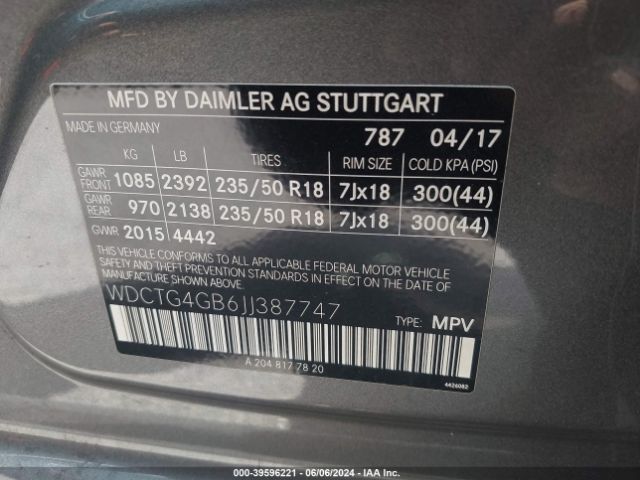 MFD BY DAIMLER AG STUTTGART
MADE IN GERMANY 787 04/17
KG LB TIRES RIM SIZE COLD KPA (PSI)
GAWR FRONT 1085 2392 235/50 R18 7Jx18 300(44)
GAWR REAR 970 2138 235/50 R18 7Jx18 300(44)
GVWR 2015 4442
THIS VEHICLE CONFORMS TO ALL APPLICABLE FEDERAL MOTOR VEHICLE
SAFETY, BUMPER, AND THEFT PREVENTION STANDARDS IN EFFECT
ON THE DATE OF MANUFACTURE SHOWN ABOVE.
WDCTG4GB6JJ387747
TYPE: MPV
A 204 817 78 20
4426082
000-39596221 - 06/06/2024 - IAA Inc.